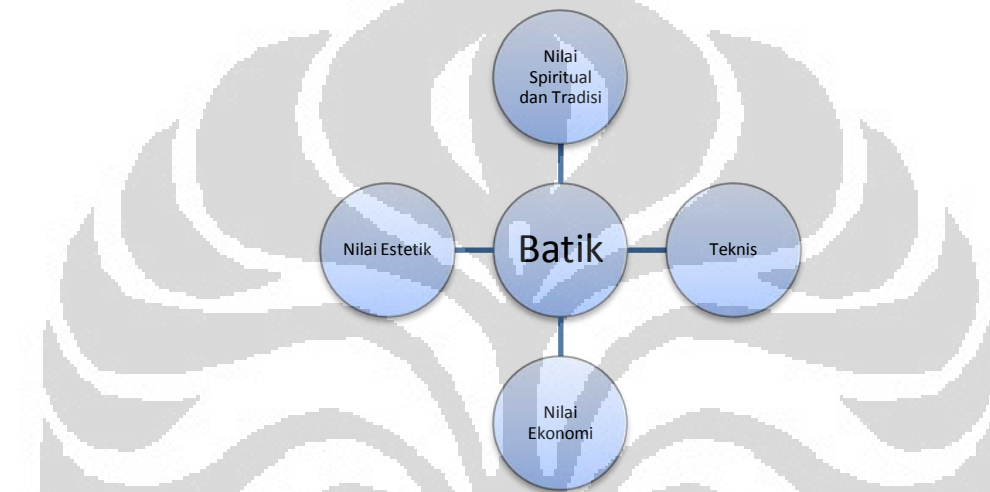 Nilai
Spiritual
dan Tradisi
Nilai Estetik
Batik
Teknis
Nilai
Ekonomi